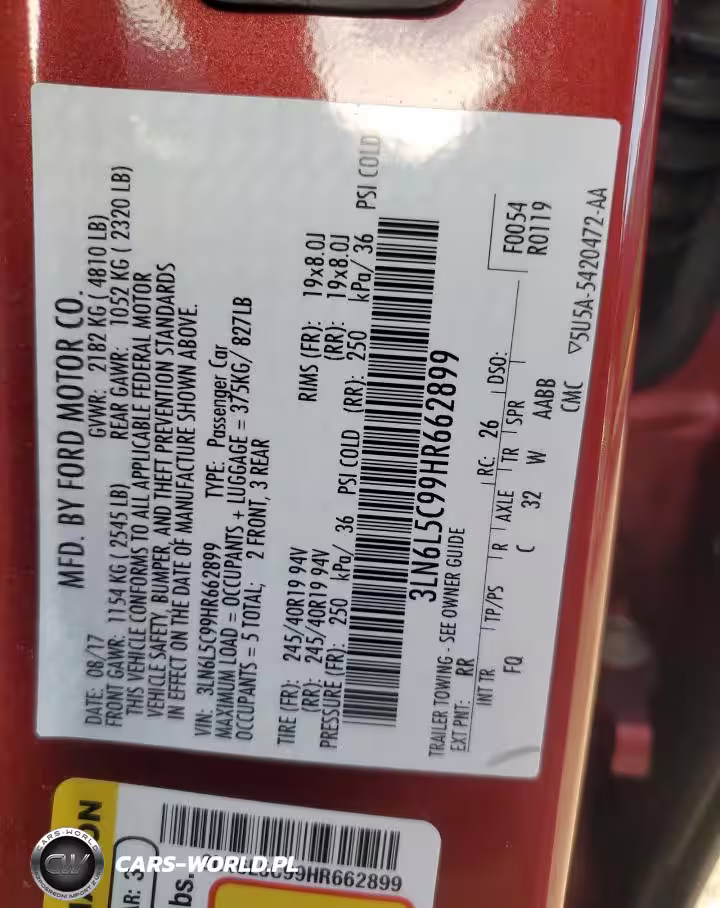 MFD. BY FORD MOTOR CO.
DATE: 08/17 GVWR: 2182 KG ( 4810 LB)
FRONT GAWR: 1154 KG ( 2545 LB) REAR GAWR: 1052 KG ( 2320 LB)
THIS VEHICLE CONFORMS TO ALL APPLICABLE FEDERAL MOTOR
VEHICLE SAFETY, BUMPER, AND THEFT PREVENTION STANDARDS
IN EFFECT ON THE DATE OF MANUFACTURE SHOWN ABOVE.
VIN: 3LN6L5C99HR662899 TYPE: Passenger Car
MAXIMUM LOAD = OCCUPANTS + LUGGAGE = 375KG/ 827LB
OCCUPANTS = 5 TOTAL; 2 FRONT, 3 REAR
TIRE (FR): 245/40R19 94V RIMS (FR): 19x8.0J
(RR): 245/40R19 94V (RR): 19x8.0J
PRESSURE (FR): 250 kPa/ 36 PSI COLD (RR): 250 kPa/ 36 PSI COLD
3LN6L5C99HR662899
TRAILER TOWING - SEE OWNER GUIDE
EXT PNT: RR RC: 26 DSO:
F0054
R0119
INT TR TP/PS R AXLE TR SPR
FQ C 32 W AABB
CMC
▽5U5A-5420472-AA
99HR662899
CARS-WORLD
CW
CARS-WORLD.PL